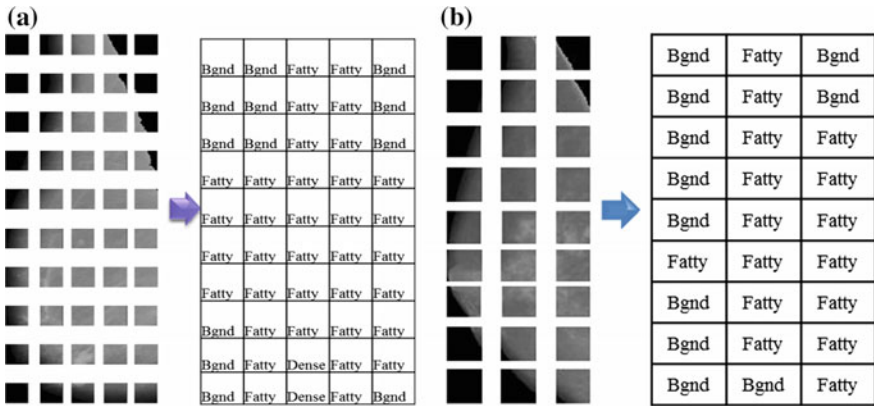 (a)
Bgnd Bgnd Fatty Fatty Bgnd
Bgnd Bgnd Fatty Fatty Bgnd
Bgnd Bgnd Fatty Fatty Bgnd
Fatty Fatty Fatty Fatty Fatty
Fatty Fatty Fatty Fatty Fatty
Fatty Fatty Fatty Fatty Fatty
Fatty Fatty Fatty Fatty Fatty
Bgnd Fatty Fatty Fatty Fatty
Bgnd Fatty Dense Fatty Fatty
Bgnd Fatty Dense Fatty Bgnd
(b)
Bgnd Fatty Bgnd
Bgnd Fatty Bgnd
Bgnd Fatty Fatty
Bgnd Fatty Fatty
Bgnd Fatty Fatty
Fatty Fatty Fatty
Bgnd Fatty Fatty
Bgnd Fatty Fatty
Bgnd Bgnd Fatty